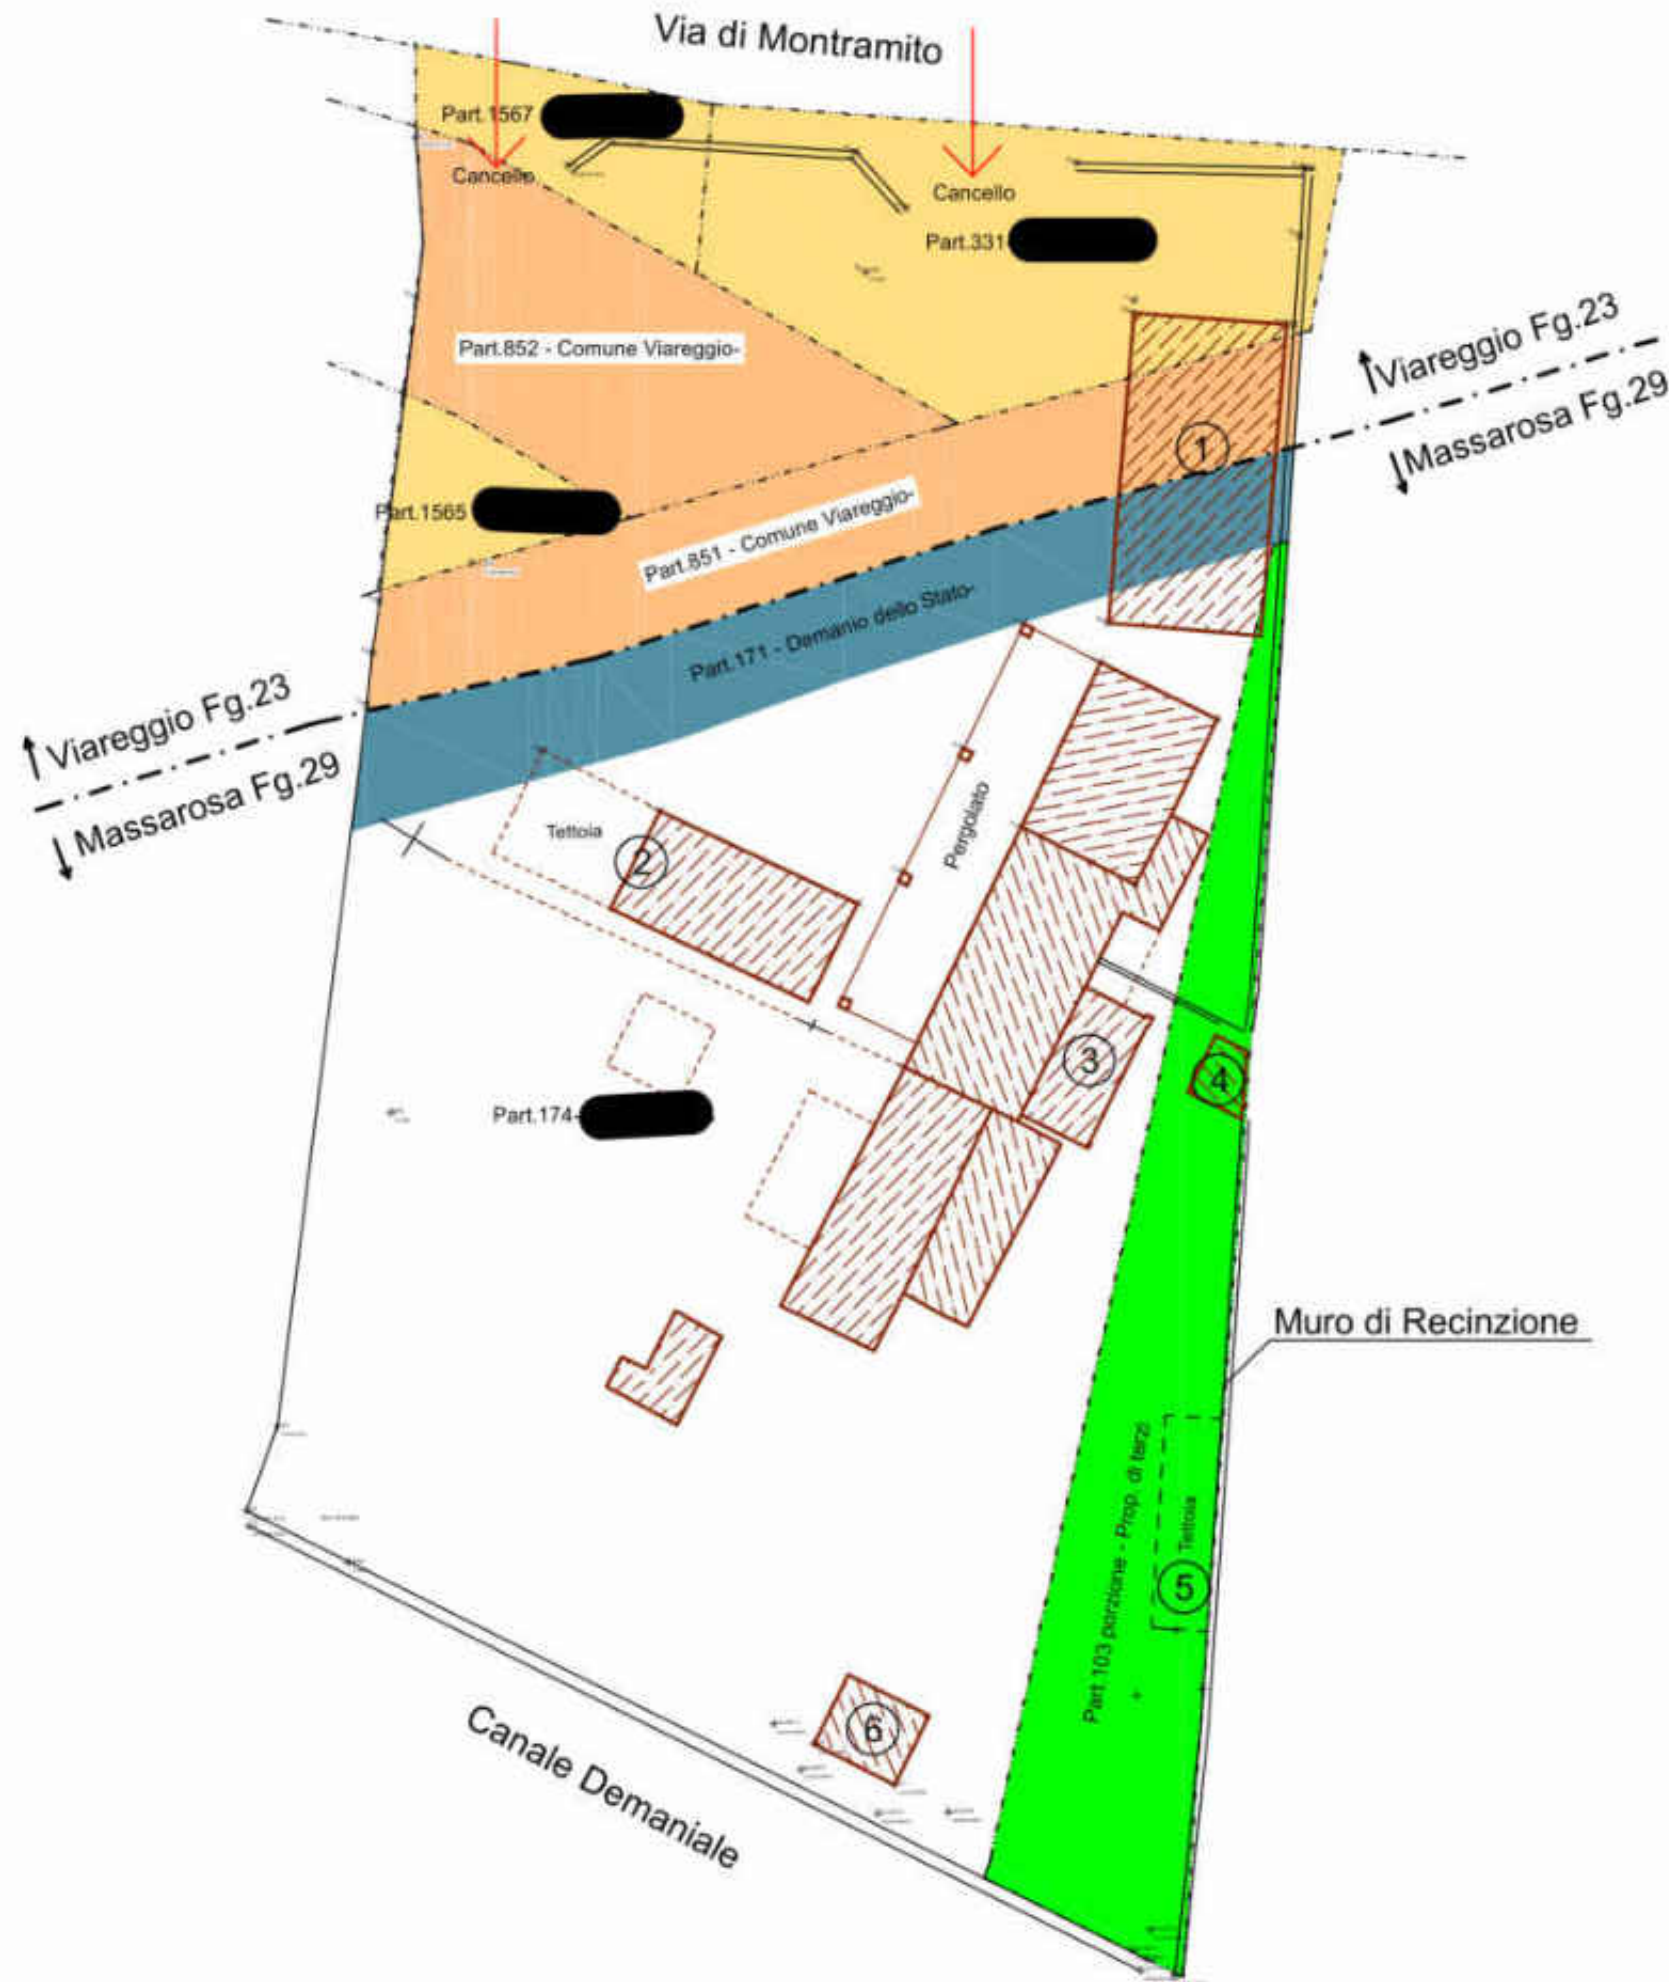 Via di Montramito
Part.1567
Cancello
Cancello
Part.331
Part.852 - Comune Viareggio-
Viareggio Fg.23
Massarosa Fg.29
1
Part.1565
Part.851 - Comune Viareggio-
Part.171 - Demanio dello Stato-
Viareggio Fg.23
Massarosa Fg.29
Tettoia
2
Pergolato
3
4
Part.174-
Muro di Recinzione
Part.103 porzione - Prop. di terzi
Tettoia
5
6
Canale Demaniale